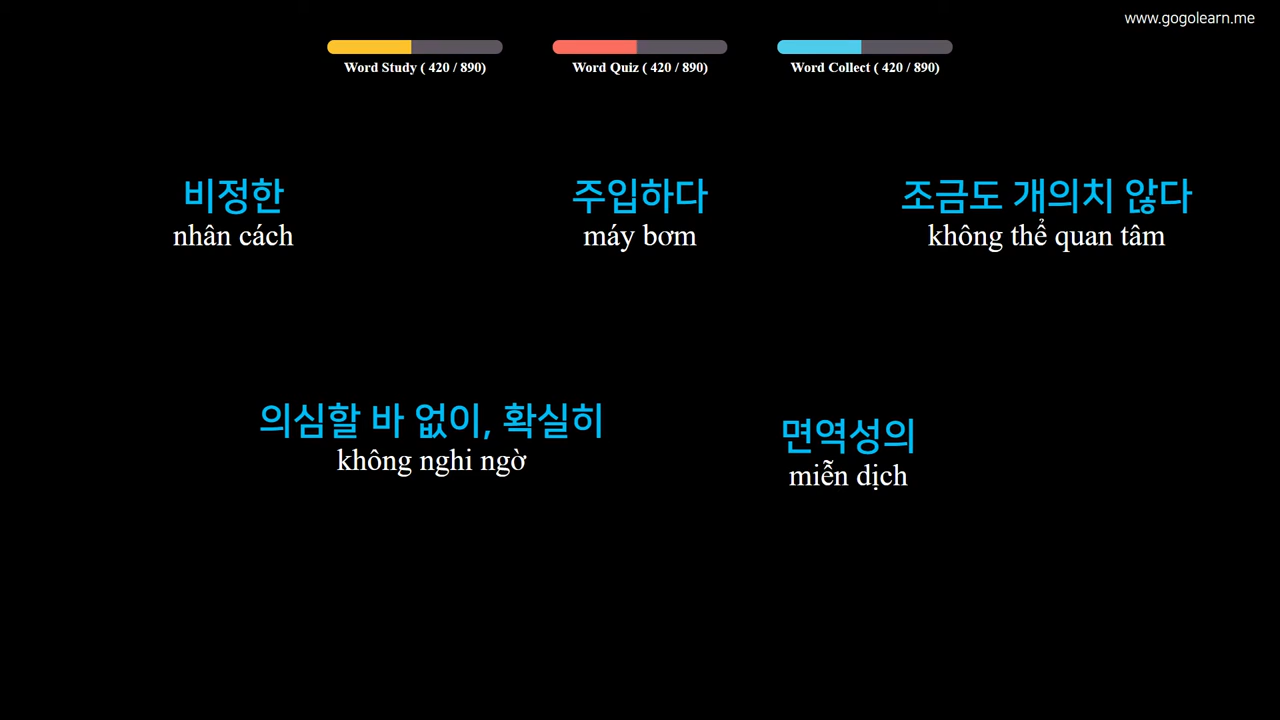 www.gogolearn.me
Word Study ( 420 / 890)
Word Quiz ( 420 / 890)
Word Collect ( 420 / 890)
비정한
nhân cách
주입하다
máy bơm
조금도 개의치 않다
không thể quan tâm
의심할 바 없이, 확실히
không nghi ngờ
면역성의
miễn dịch